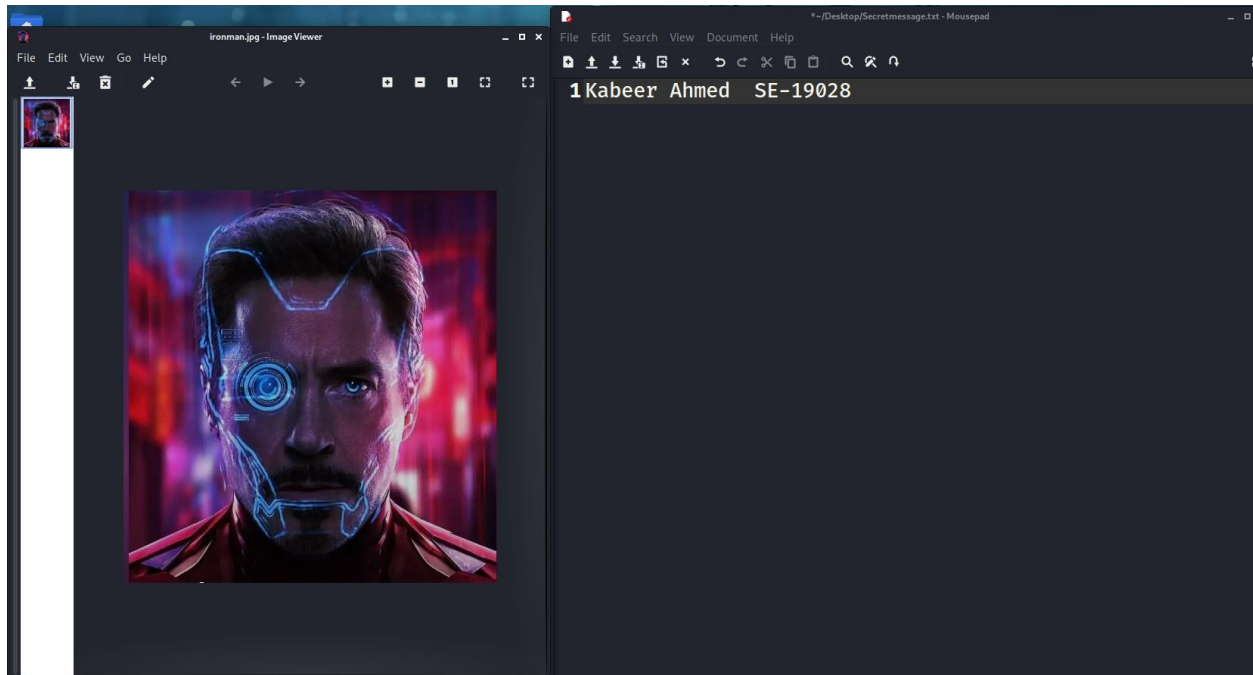 ironman.jpg - Image Viewer
File Edit View Go Help
*~/Desktop/Secretmessage.txt - Mousepad
File Edit Search View Document Help
1 Kabeer Ahmed SE-19028